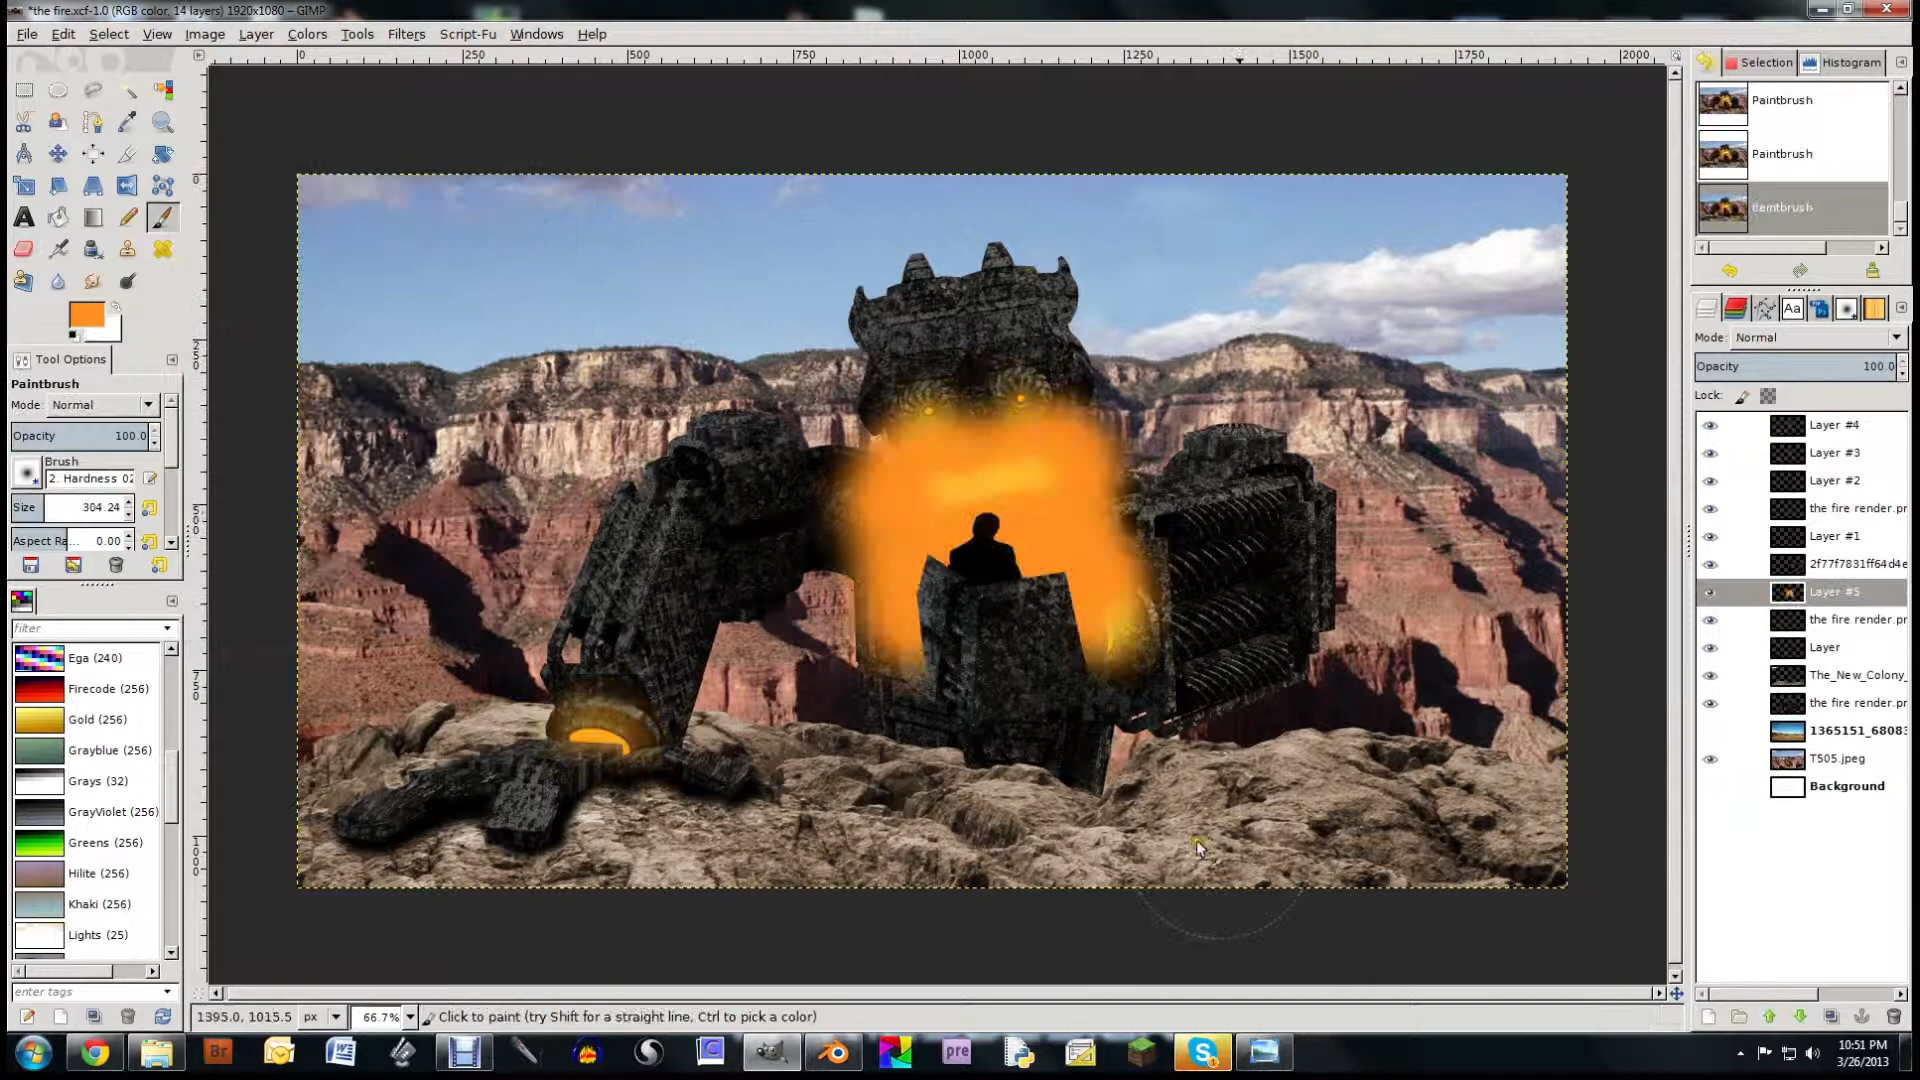 *the fire.xcf-1.0 (RGB color, 14 layers) 1920x1080 – GIMP
File Edit Select View Image Layer Colors Tools Filters Script-Fu Windows Help
0 250 500 750 1000 1250 1500 1750 2000
Selection Histogram
Paintbrush
Paintbrush
Tool Options
Paintbrush
Mode: Normal
Opacity 100.0
Brush
2. Hardness 02
Size 304.24
Aspect Ra... 0.00
filter
Ega (240)
Firecode (256)
Gold (256)
Grayblue (256)
Grays (32)
GrayViolet (256)
Greens (256)
Hilite (256)
Khaki (256)
Lights (25)
enter tags
Mode: Normal
Opacity 100.0
Lock:
Layer #4
Layer #3
Layer #2
the fire render.pr
Layer #1
2f77f7831ff64d4e
Layer #5
the fire render.pr
Layer
The_New_Colony_
the fire render.pr
1365151_6808
T505.jpeg
Background
1395.0, 1015.5 px 66.7% Click to paint (try Shift for a straight line, Ctrl to pick a color)
Br pre
10:51 PM
3/26/2013